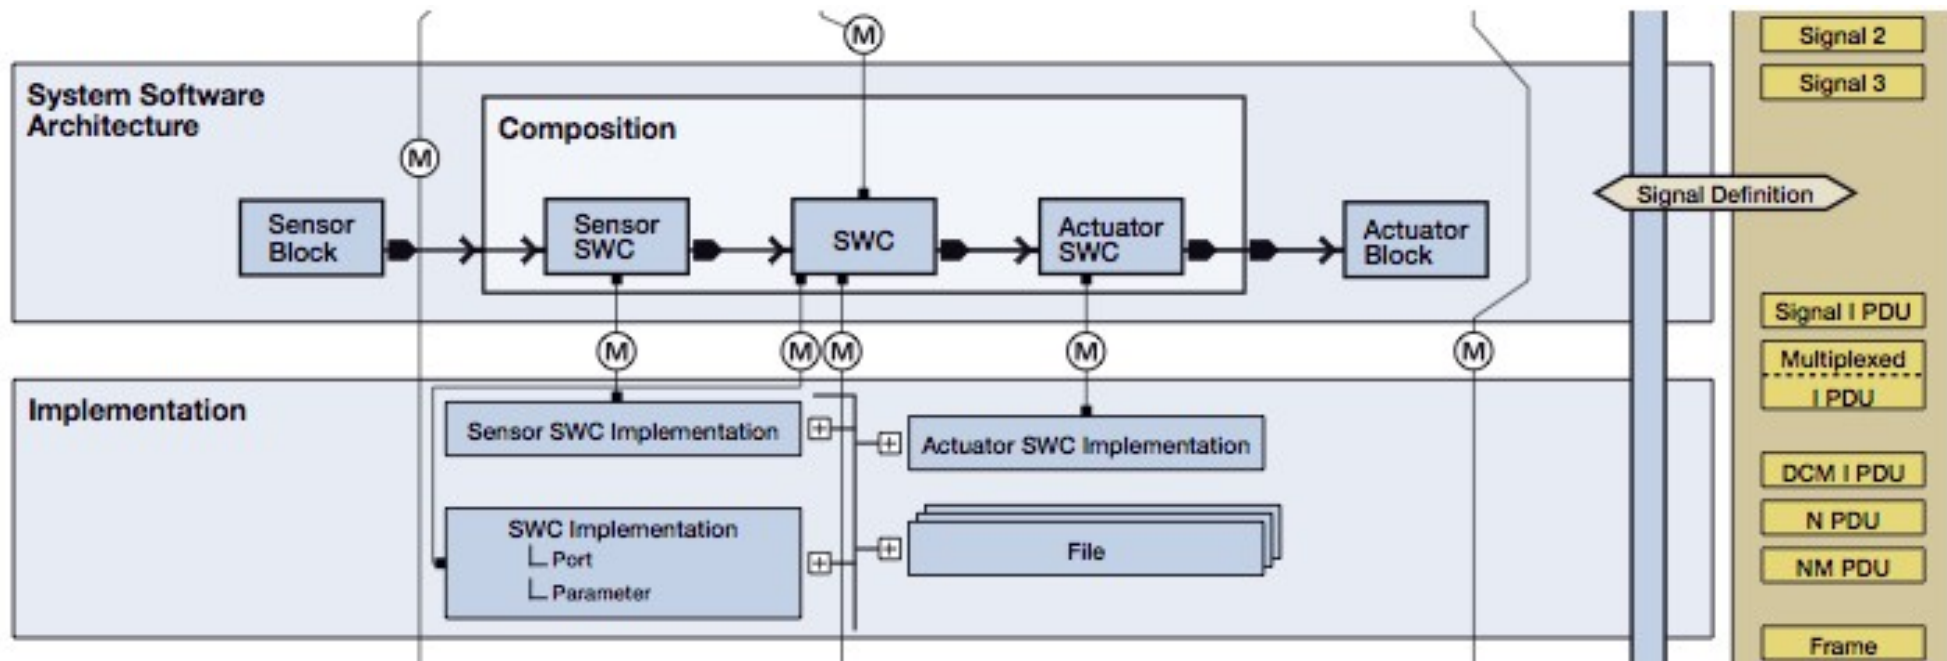 M
Signal 2
Signal 3
System Software
Architecture
Composition
M
Signal Definition
Sensor
Block
Sensor
SWC
SWC
Actuator
SWC
Actuator
Block
Signal I PDU
M
M
M
M
M
Multiplexed
I PDU
Implementation
Sensor SWC Implementation
Actuator SWC Implementation
DCM I PDU
N PDU
SWC Implementation
Port
Parameter
File
NM PDU
Frame